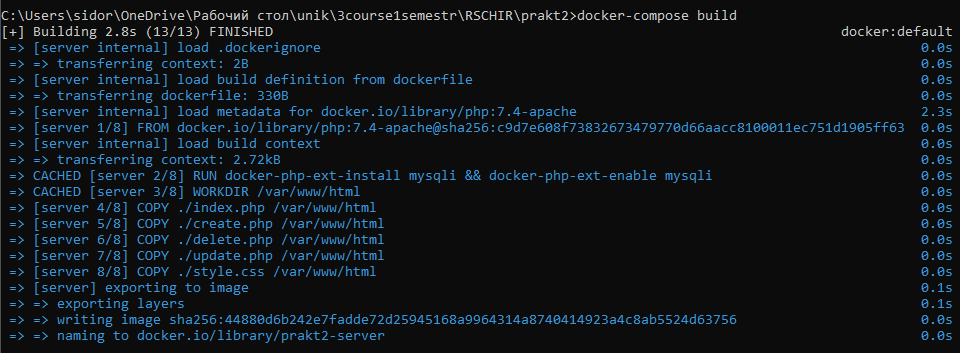 C:\Users\sidor\OneDrive\Рабочий стол\unik\3course1semestr\RSCHIR\prakt2>docker-compose build
[+] Building 2.8s (13/13) FINISHED docker:default
=> [server internal] load .dockerignore 0.0s
=> => transferring context: 2B 0.0s
=> [server internal] load build definition from dockerfile 0.0s
=> => transferring dockerfile: 330B 0.0s
=> [server internal] load metadata for docker.io/library/php:7.4-apache 2.3s
=> [server 1/8] FROM docker.io/library/php:7.4-apache@sha256:c9d7e608f73832673479770d66aacc8100011ec751d1905ff63 0.0s
=> [server internal] load build context 0.0s
=> => transferring context: 2.72kB 0.0s
=> CACHED [server 2/8] RUN docker-php-ext-install mysqli && docker-php-ext-enable mysqli 0.0s
=> CACHED [server 3/8] WORKDIR /var/www/html 0.0s
=> [server 4/8] COPY ./index.php /var/www/html 0.0s
=> [server 5/8] COPY ./create.php /var/www/html 0.0s
=> [server 6/8] COPY ./delete.php /var/www/html 0.0s
=> [server 7/8] COPY ./update.php /var/www/html 0.0s
=> [server 8/8] COPY ./style.css /var/www/html 0.0s
=> [server] exporting to image 0.1s
=> => exporting layers 0.1s
=> => writing image sha256:44880d6b242e7fadde72d25945168a9964314a8740414923a4c8ab5524d63756 0.0s
=> => naming to docker.io/library/prakt2-server 0.0s